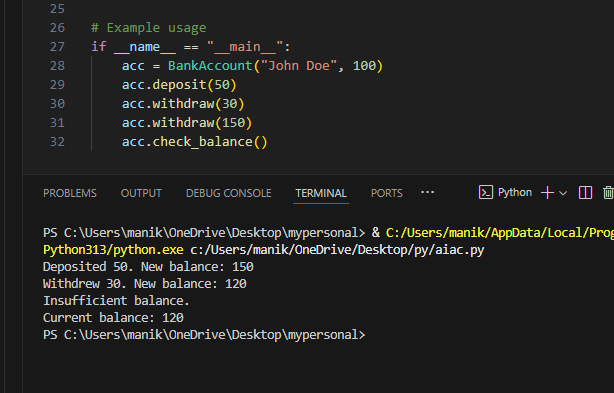 25
26 # Example usage
27 if __name__ == "__main__":
28 acc = BankAccount("John Doe", 100)
29 acc.deposit(50)
30 acc.withdraw(30)
31 acc.withdraw(150)
32 acc.check_balance()
PROBLEMS OUTPUT DEBUG CONSOLE TERMINAL PORTS ··· Python
PS C:\Users\manik\OneDrive\Desktop\mypersonal> & C:/Users/manik/AppData/Local/Prog
Python313/python.exe c:/Users/manik/OneDrive/Desktop/py/aiac.py
Deposited 50. New balance: 150
Withdrew 30. New balance: 120
Insufficient balance.
Current balance: 120
PS C:\Users\manik\OneDrive\Desktop\mypersonal>